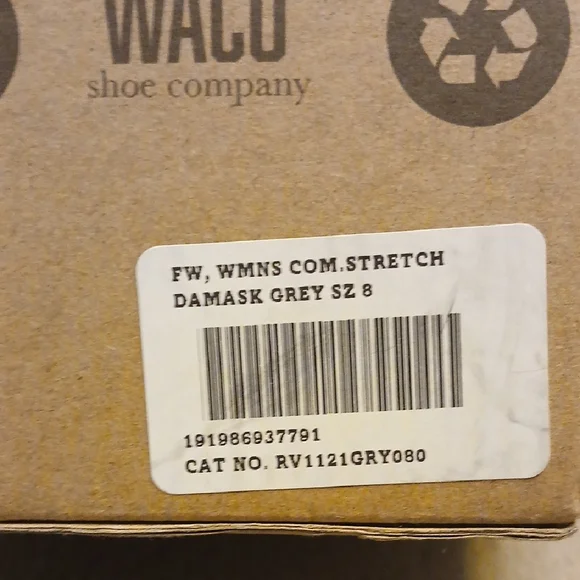 WACO
shoe company
FW, WMNS COM.STRETCH
DAMASK GREY SZ 8
191986937791
CAT NO. RV1121GRY080